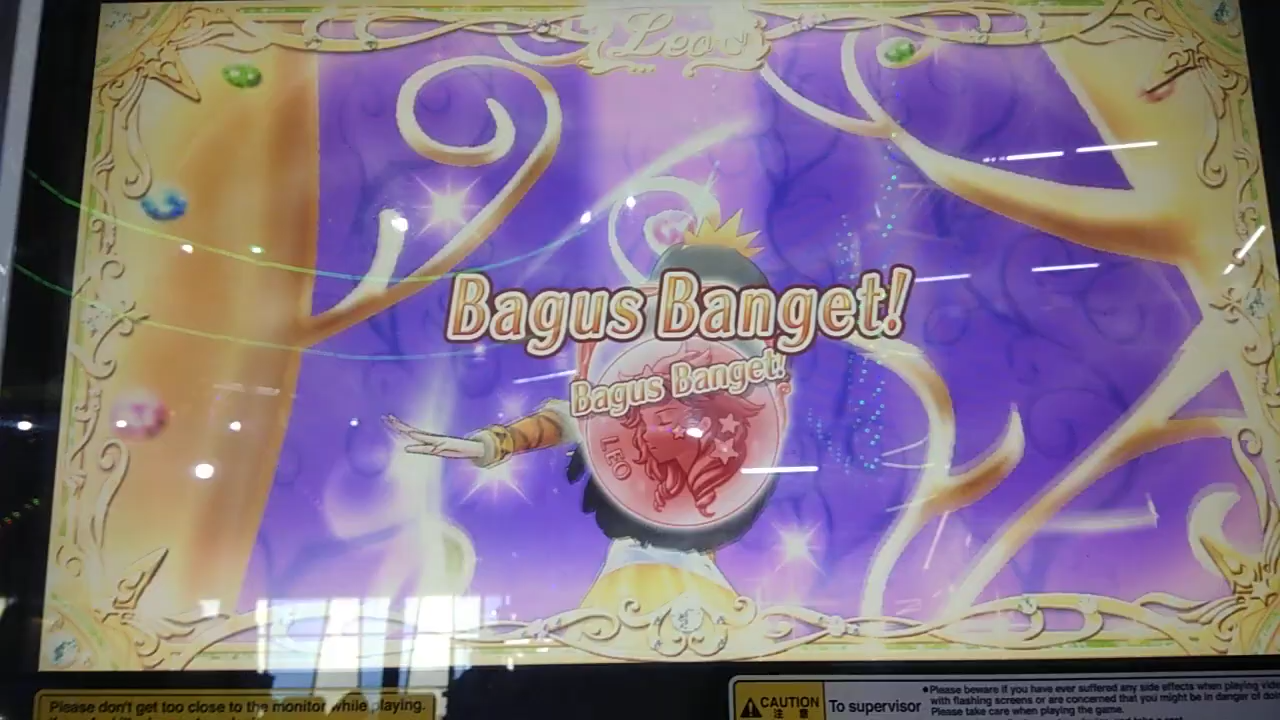 Leo
Bagus Banget!
Bagus Banget!
LEO
Please don't get too close to the monitor while playing.
CAUTION
注 意
To supervisor
•Please beware if you have ever suffered any side effects when playing vide
with flashing screens or are concerned that you might be in danger of doi
Please take care when playing the game.